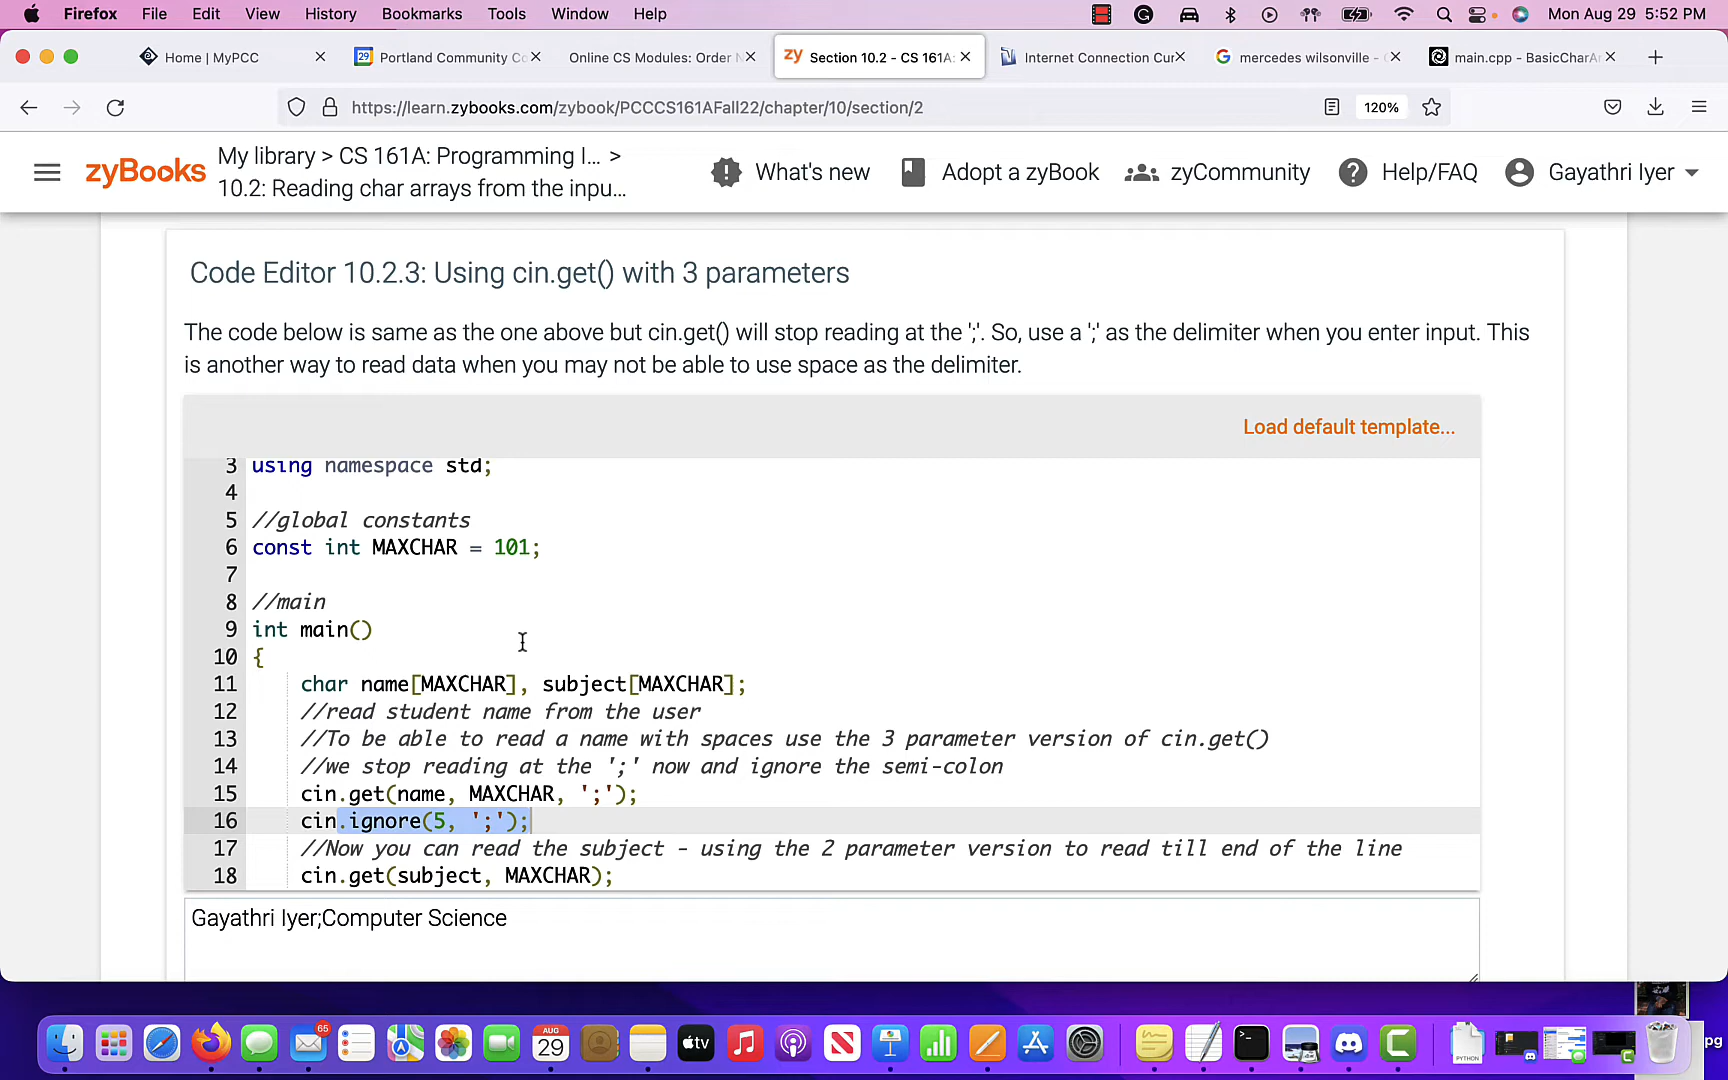 Firefox File Edit View History Bookmarks Tools Window Help Mon Aug 29 5:52 PM
Home | MyPCC Portland Community Co Online CS Modules: Order N zy Section 10.2 - CS 161A: Internet Connection Cur mercedes wilsonville - main.cpp - BasicCharA
https://learn.zybooks.com/zybook/PCCCS161AFall22/chapter/10/section/2 120%
zyBooks My library > CS 161A: Programming I... >
10.2: Reading char arrays from the inpu...
What's new Adopt a zyBook zyCommunity Help/FAQ Gayathri Iyer
Code Editor 10.2.3: Using cin.get() with 3 parameters
The code below is same as the one above but cin.get() will stop reading at the ';'. So, use a ';' as the delimiter when you enter input. This
is another way to read data when you may not be able to use space as the delimiter.
Load default template...
3 using namespace std;
4
5 //global constants
6 const int MAXCHAR = 101;
7
8 //main
9 int main()
10 {
11 char name[MAXCHAR], subject[MAXCHAR];
12 //read student name from the user
13 //To be able to read a name with spaces use the 3 parameter version of cin.get()
14 //we stop reading at the ';' now and ignore the semi-colon
15 cin.get(name, MAXCHAR, ';');
16 cin.ignore(5, ';');
17 //Now you can read the subject - using the 2 parameter version to read till end of the line
18 cin.get(subject, MAXCHAR);
Gayathri Iyer;Computer Science
65
AUG
29
tv
PYTHON
pg